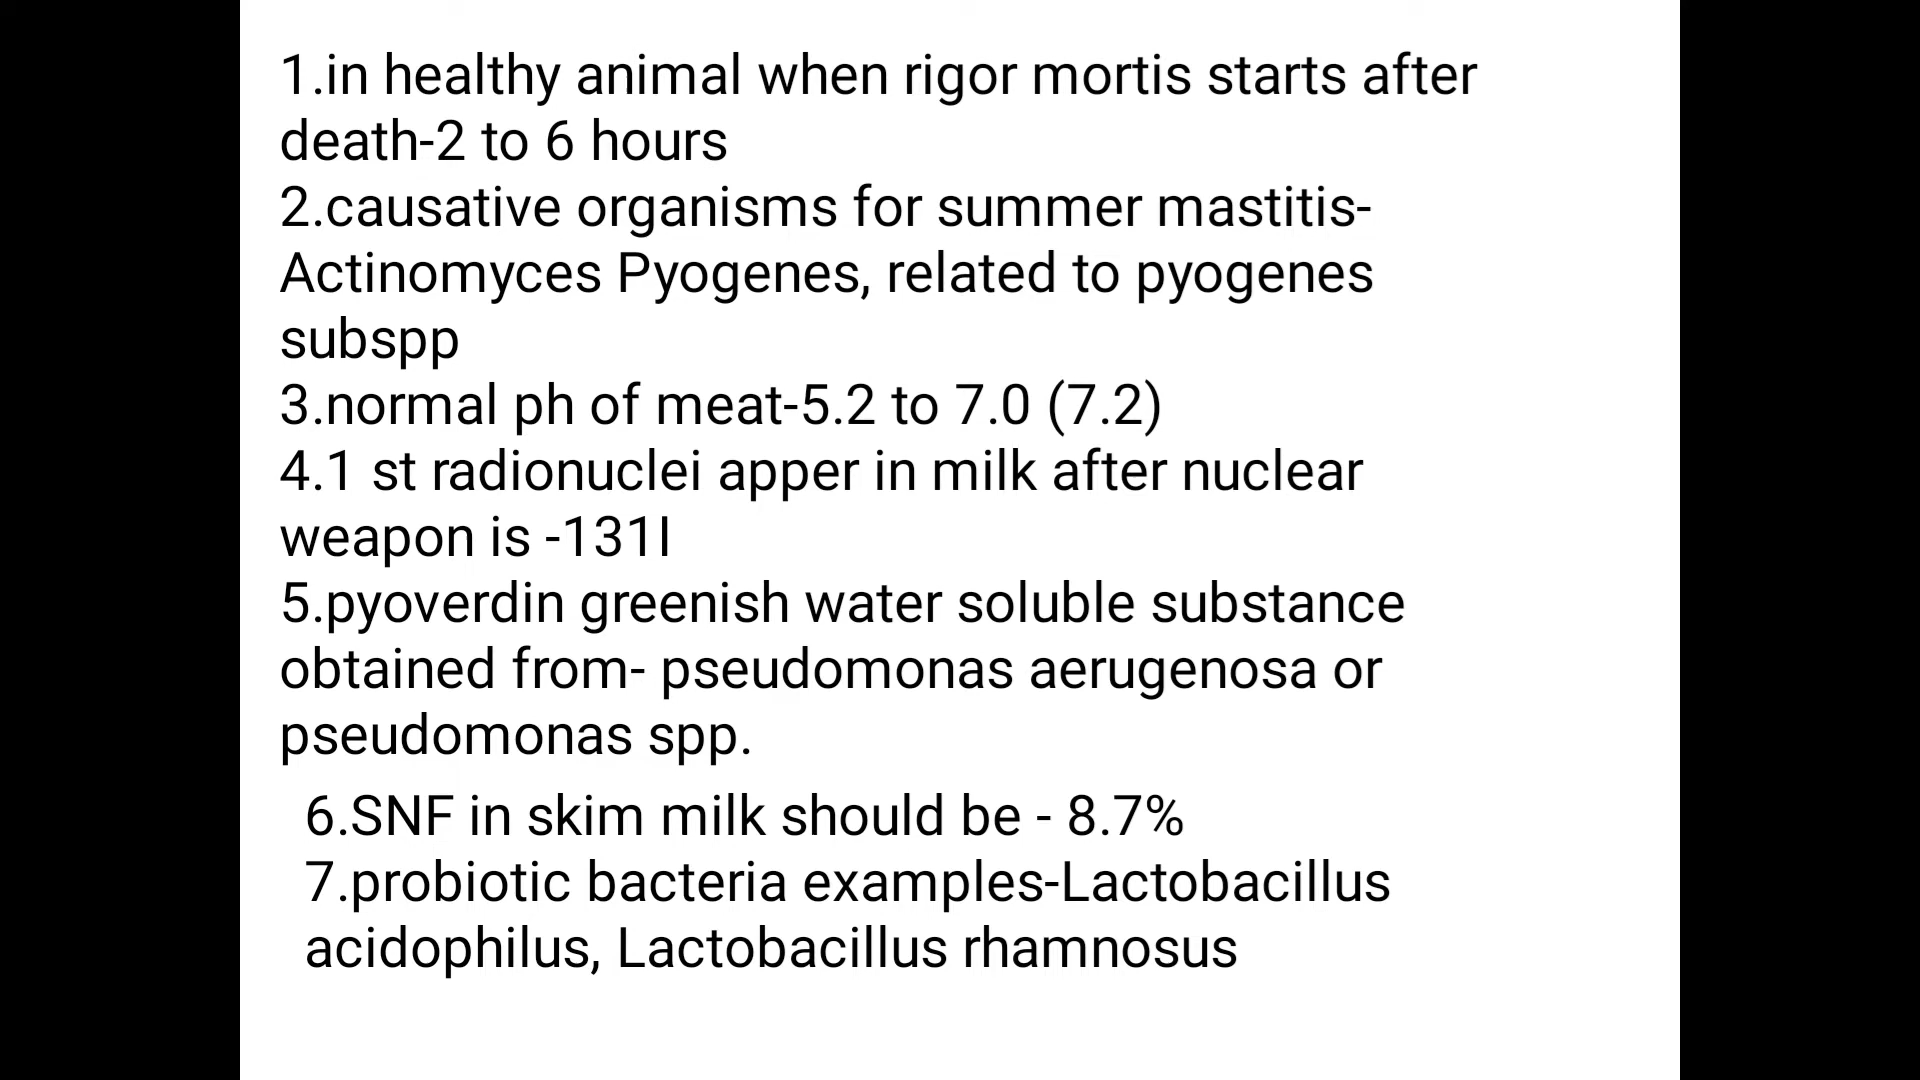 1.in healthy animal when rigor mortis starts after
death-2 to 6 hours
2.causative organisms for summer mastitis-
Actinomyces Pyogenes, related to pyogenes
subspp
3.normal ph of meat-5.2 to 7.0 (7.2)
4.1 st radionuclei apper in milk after nuclear
weapon is -131I
5.pyoverdin greenish water soluble substance
obtained from- pseudomonas aerugenosa or
pseudomonas spp.
6.SNF in skim milk should be - 8.7%
7.probiotic bacteria examples-Lactobacillus
acidophilus, Lactobacillus rhamnosus